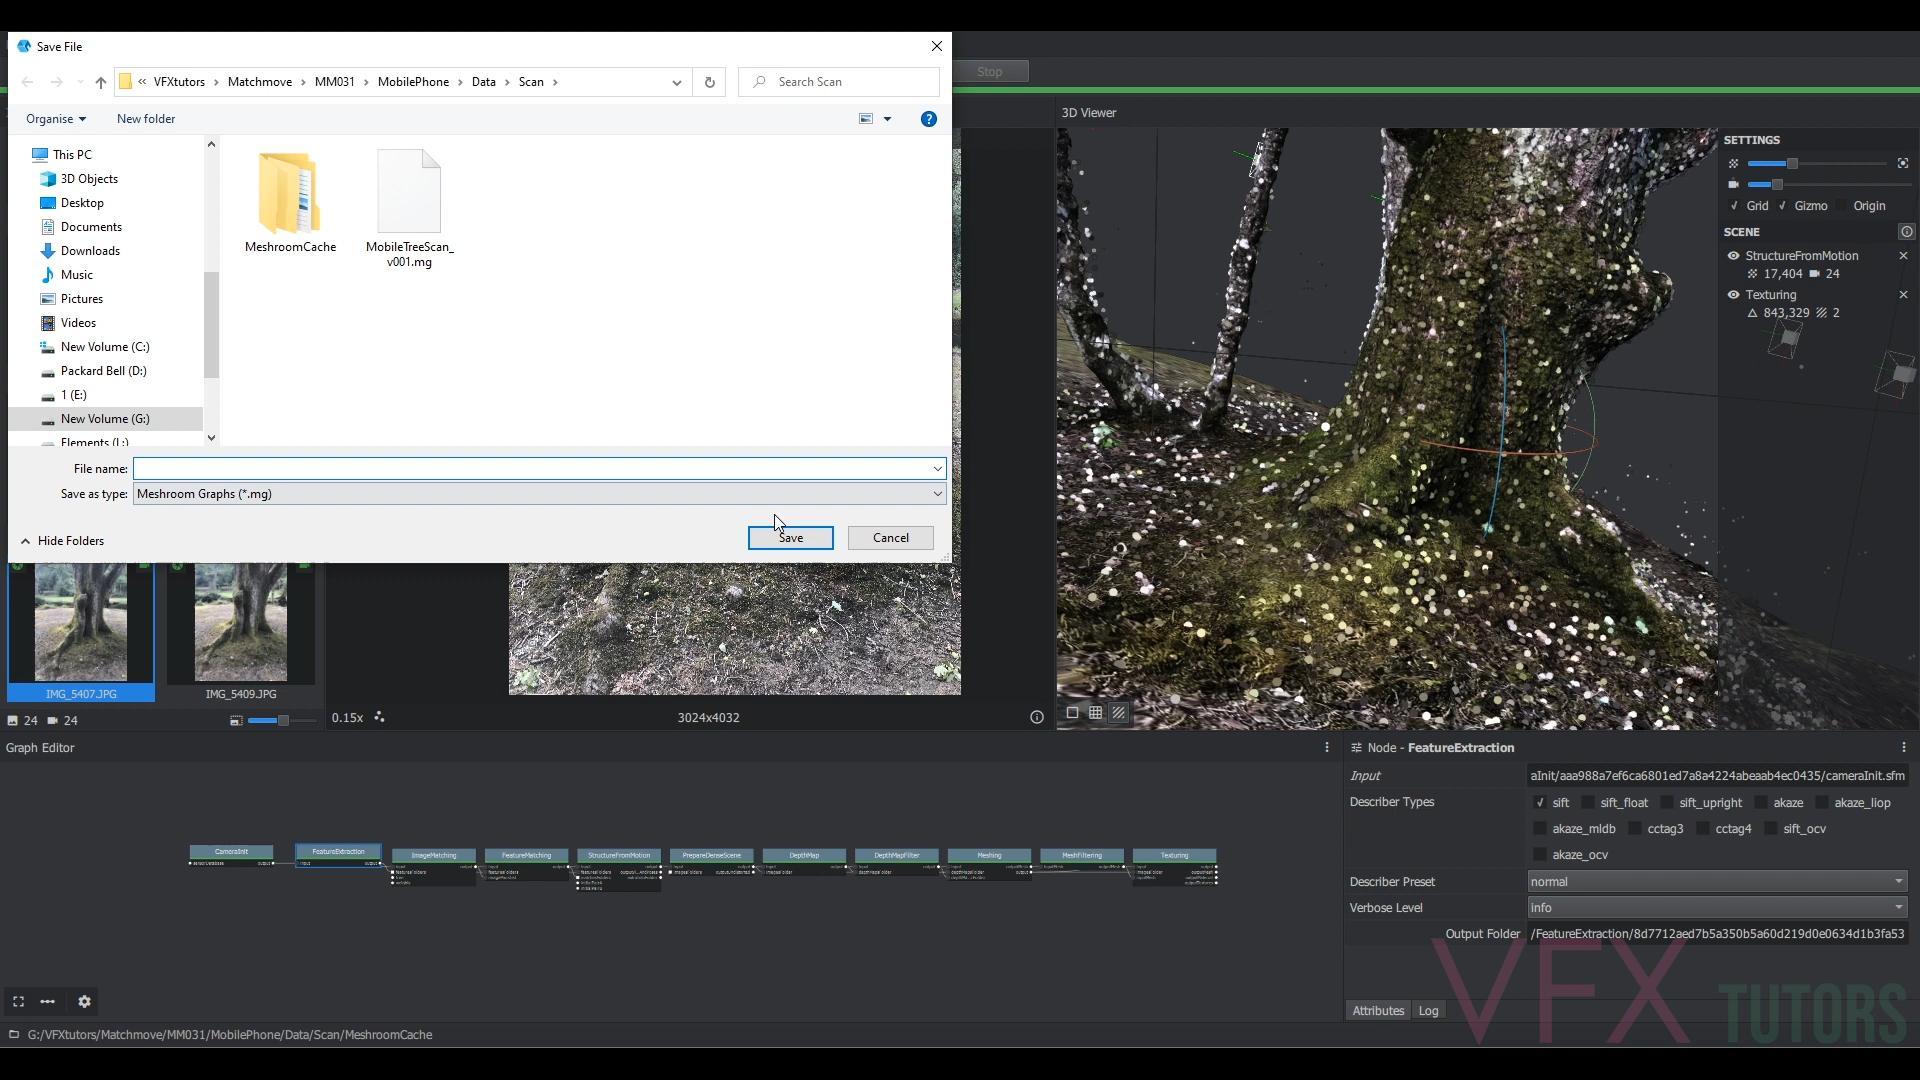 Save File
« VFXtutors › Matchmove › MM031 › MobilePhone › Data › Scan ›
Search Scan
Organise
New folder
This PC
3D Objects
Desktop
Documents
Downloads
Music
Pictures
Videos
New Volume (C:)
Packard Bell (D:)
1 (E:)
New Volume (G:)
Elements (L:)
MeshroomCache
MobileTreeScan_
v001.mg
File name:
Save as type: Meshroom Graphs (*.mg)
Hide Folders
Save
Cancel
Stop
3D Viewer
SETTINGS
Grid
Gizmo
Origin
SCENE
StructureFromMotion
17,404 24
Texturing
843,329 2
IMG_5407.JPG
IMG_5409.JPG
24 24
0.15x
3024x4032
Graph Editor
CameraInit
FeatureExtraction
ImageMatching
FeatureMatching
StructureFromMotion
PrepareDenseScene
DepthMap
DepthMapFilter
Meshing
MeshFiltering
Texturing
Node - FeatureExtraction
Input
aInit/aaa988a7ef6ca6801ed7a8a4224abeaab4ec0435/cameraInit.sfm
Describer Types
sift
sift_float
sift_upright
akaze
akaze_liop
akaze_mldb
cctag3
cctag4
sift_ocv
akaze_ocv
Describer Preset
normal
Verbose Level
info
Output Folder
/FeatureExtraction/8d7712aed7b5a350b5a60d219d0e0634d1b3fa53
Attributes
Log
G:/VFXtutors/Matchmove/MM031/MobilePhone/Data/Scan/MeshroomCache
VFX TUTORS